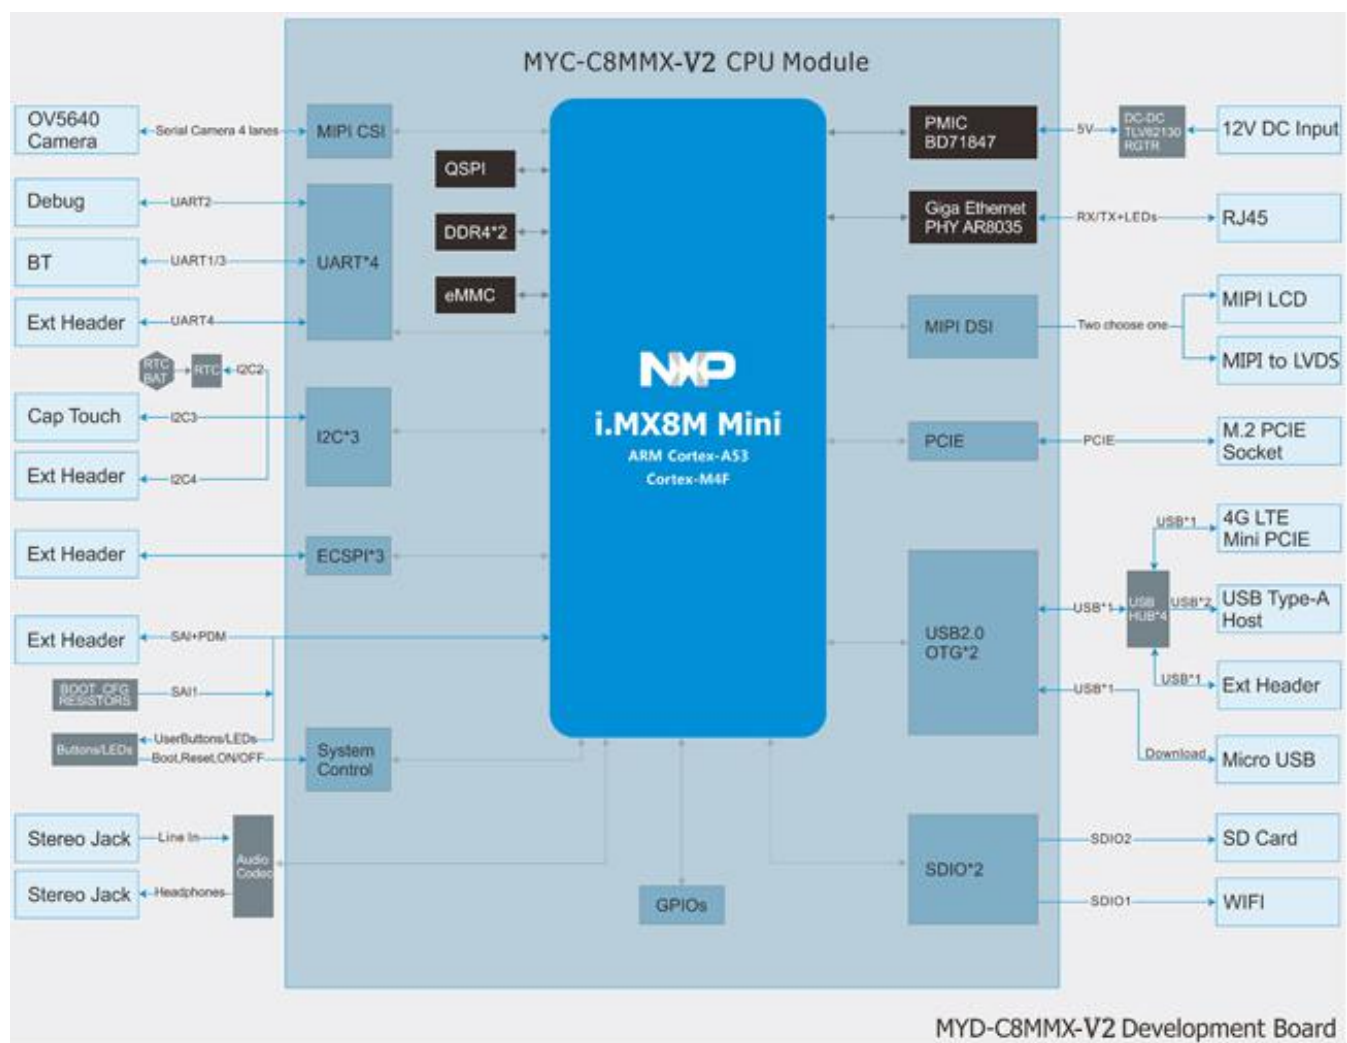 MYC-C8MMX-V2 CPU Module
OV5640
Camera
Serial Camera 4 lanes
MIPI CSI
Debug
UART2
BT
UART1/3
UART*4
Ext Header
UART4
RTC
BAT
RTC
I2C2
Cap Touch
I2C3
I2C*3
Ext Header
I2C4
Ext Header
ECSPI*3
Ext Header
SAI+PDM
BOOT_CFG
RESISTORS
SAI1
Buttons/LEDs
UserButtons/LEDs
Boot,Reset,ON/OFF
System
Control
Stereo Jack
Line In
Audio
Codec
Stereo Jack
Headphones
QSPI
DDR4*2
eMMC
NXP
i.MX8M Mini
ARM Cortex-A53
Cortex-M4F
GPIOs
PMIC
BD71847
5V
DC-DC
TLV62130
RGTR
12V DC Input
Giga Ethernet
PHY AR8035
RX/TX+LEDs
RJ45
MIPI DSI
Two choose one
MIPI LCD
MIPI to LVDS
PCIE
PCIE
M.2 PCIE
Socket
USB2.0
OTG*2
USB*1
USB
HUB*4
USB*1
4G LTE
Mini PCIE
USB*2
USB Type-A
Host
USB*1
Ext Header
USB*1
Download
Micro USB
SDIO*2
SDIO2
SD Card
SDIO1
WIFI
MYD-C8MMX-V2 Development Board